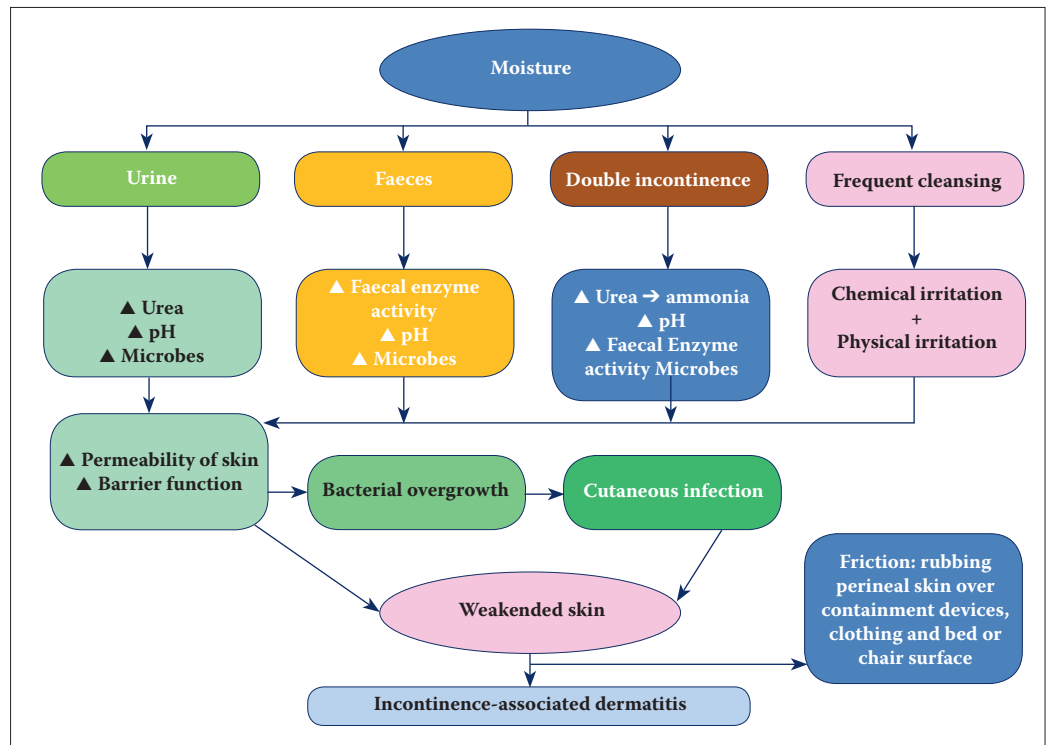 Moisture
Urine
Faeces
Double incontinence
Frequent cleansing
▲ Urea
▲ pH
▲ Microbes
▲ Faecal enzyme
activity
▲ pH
▲ Microbes
▲ Urea ➔ ammonia
▲ pH
▲ Faecal Enzyme
activity Microbes
Chemical irritation
+
Physical irritation
▲ Permeability of skin
▲ Barrier function
Bacterial overgrowth
Cutaneous infection
Weakended skin
Friction: rubbing
perineal skin over
containment devices,
clothing and bed or
chair surface
Incontinence-associated dermatitis